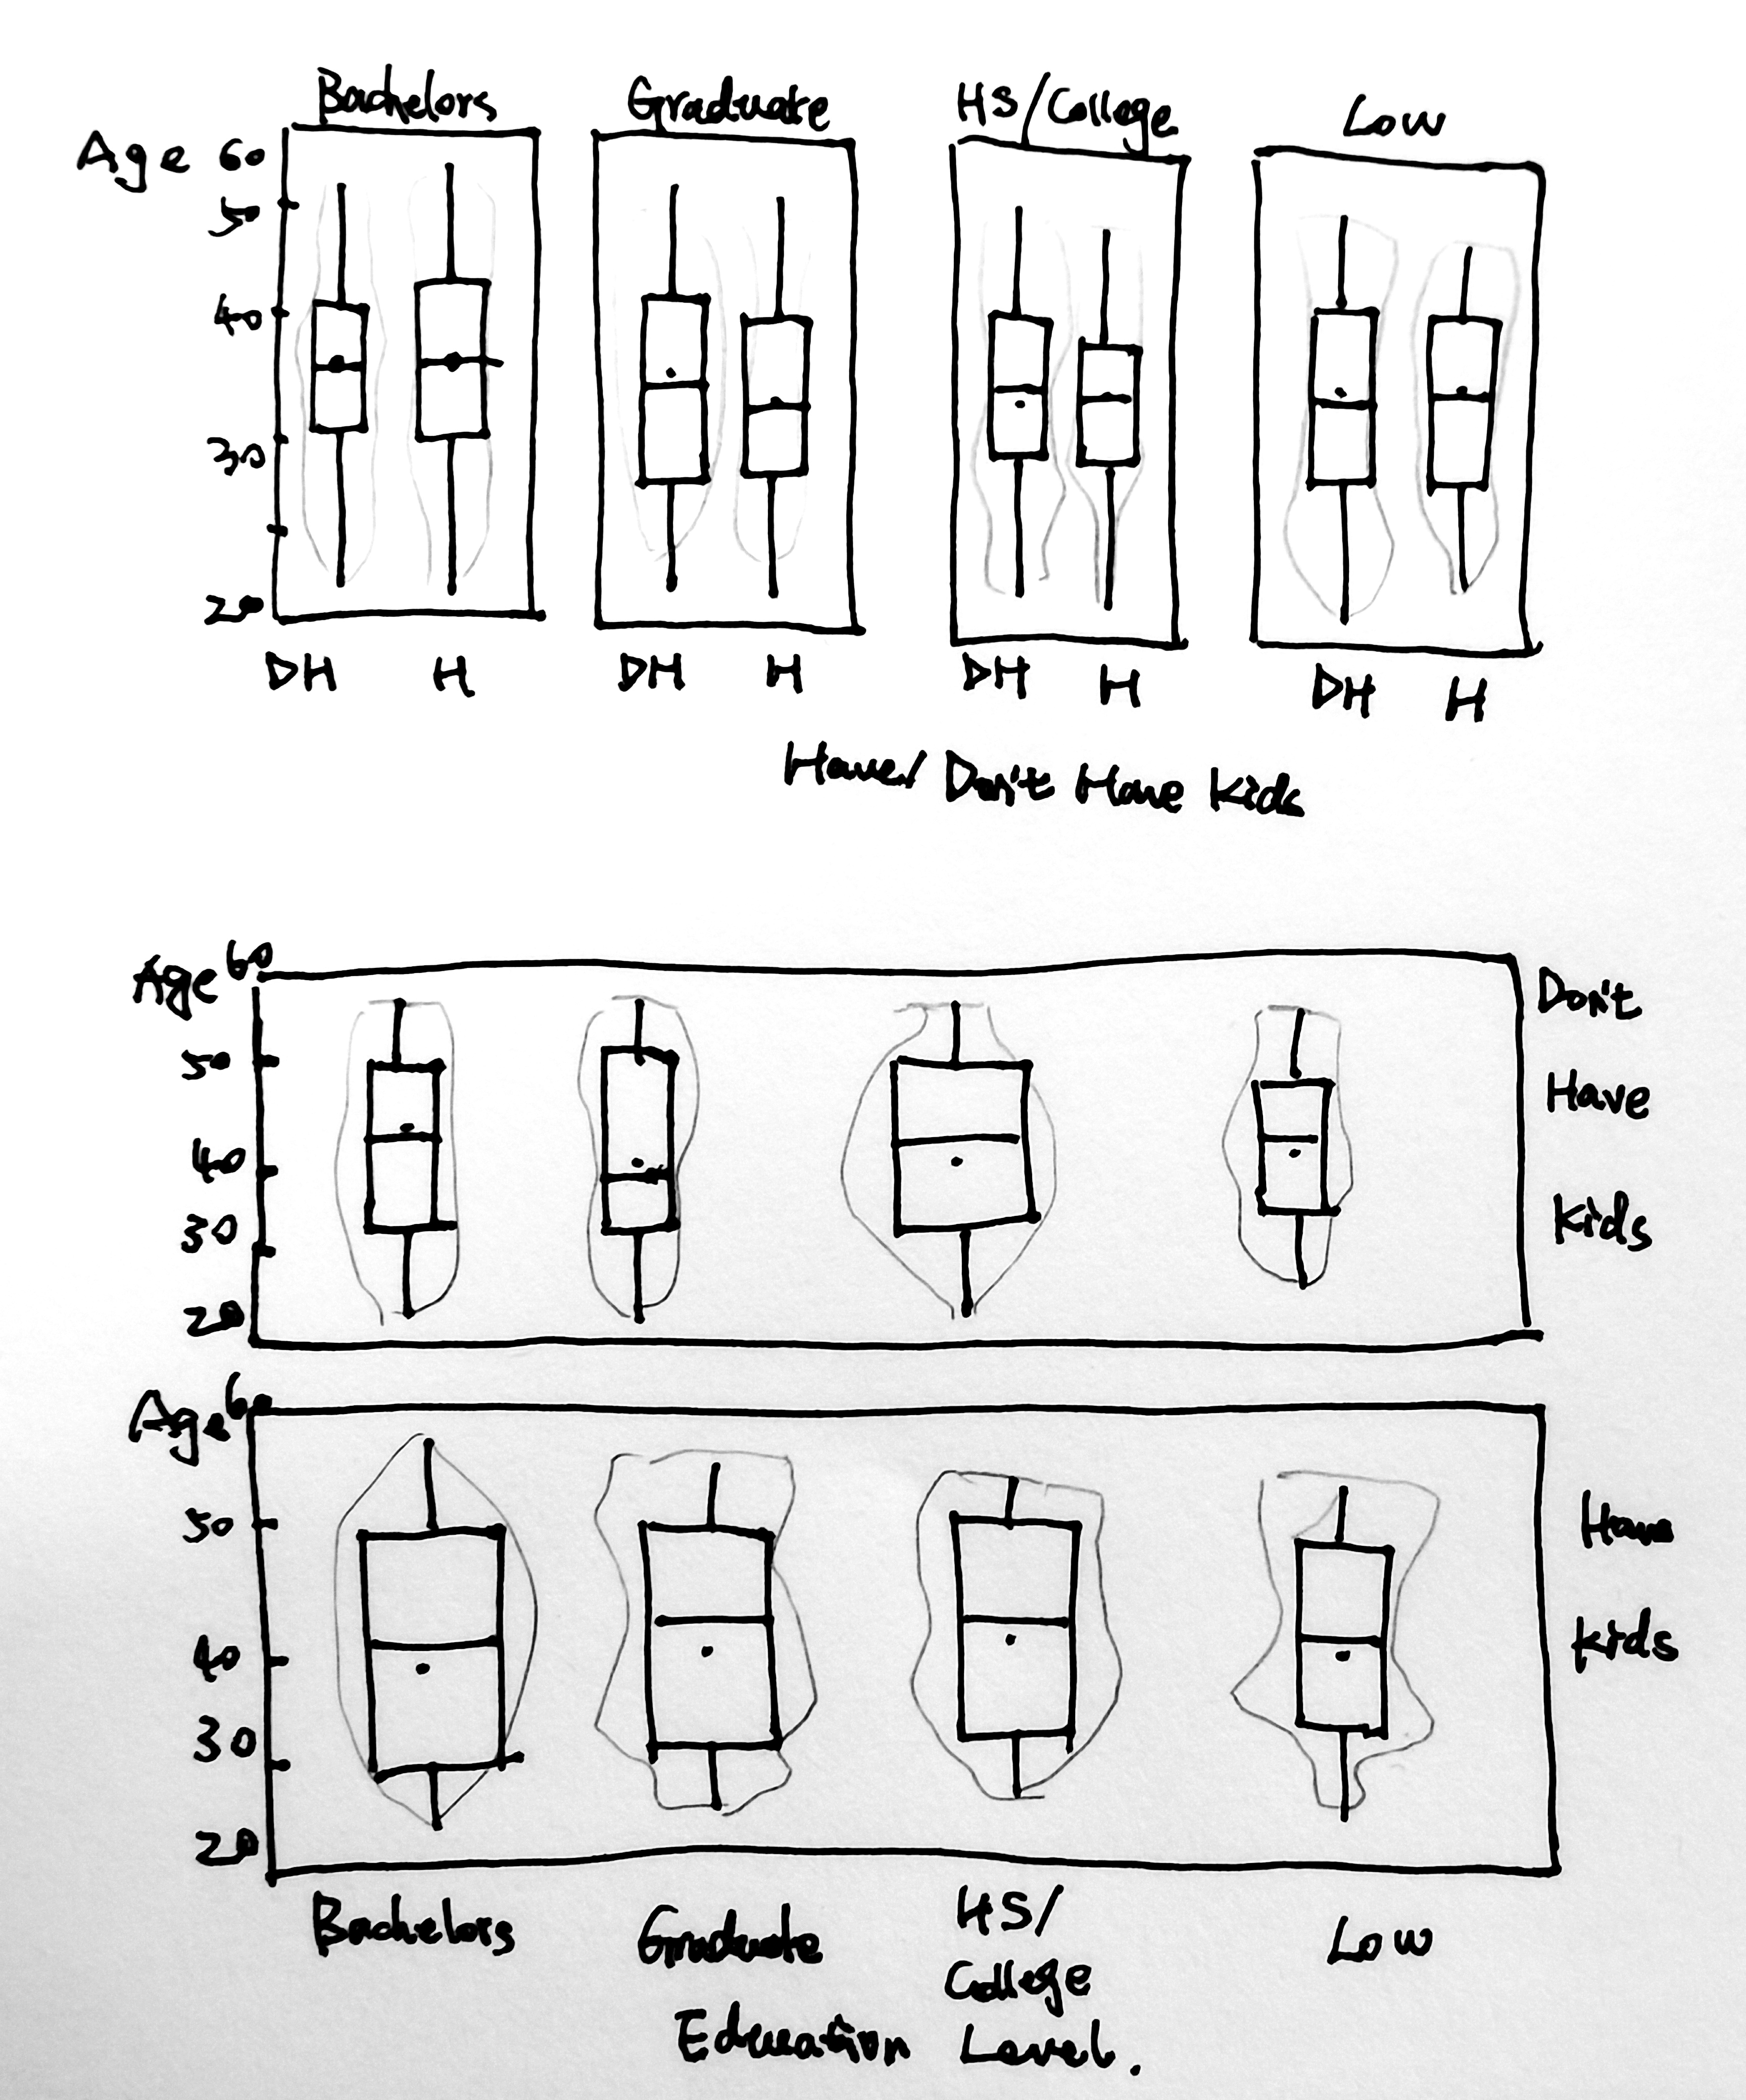 Bachelors Graduate HS/College Low
Age 60
50
40
30
20
DH H DH H DH H DH H
Have/ Don't Have Kids
Age 60
50
40
30
20
Don't
Have
Kids
Age 60
50
40
30
20
Have
Kids
Bachelors Graduate HS/ Low
College
Education Level.